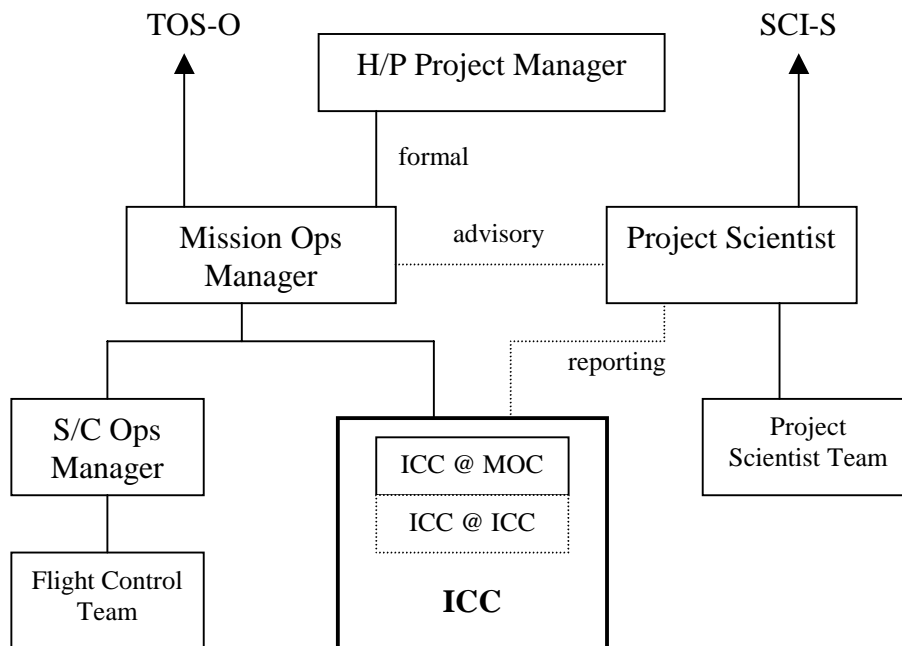 TOS-O
SCI-S
H/P Project Manager
formal
Mission Ops
Manager
advisory
Project Scientist
reporting
S/C Ops
Manager
ICC @ MOC
ICC @ ICC
ICC
Project
Scientist Team
Flight Control
Team